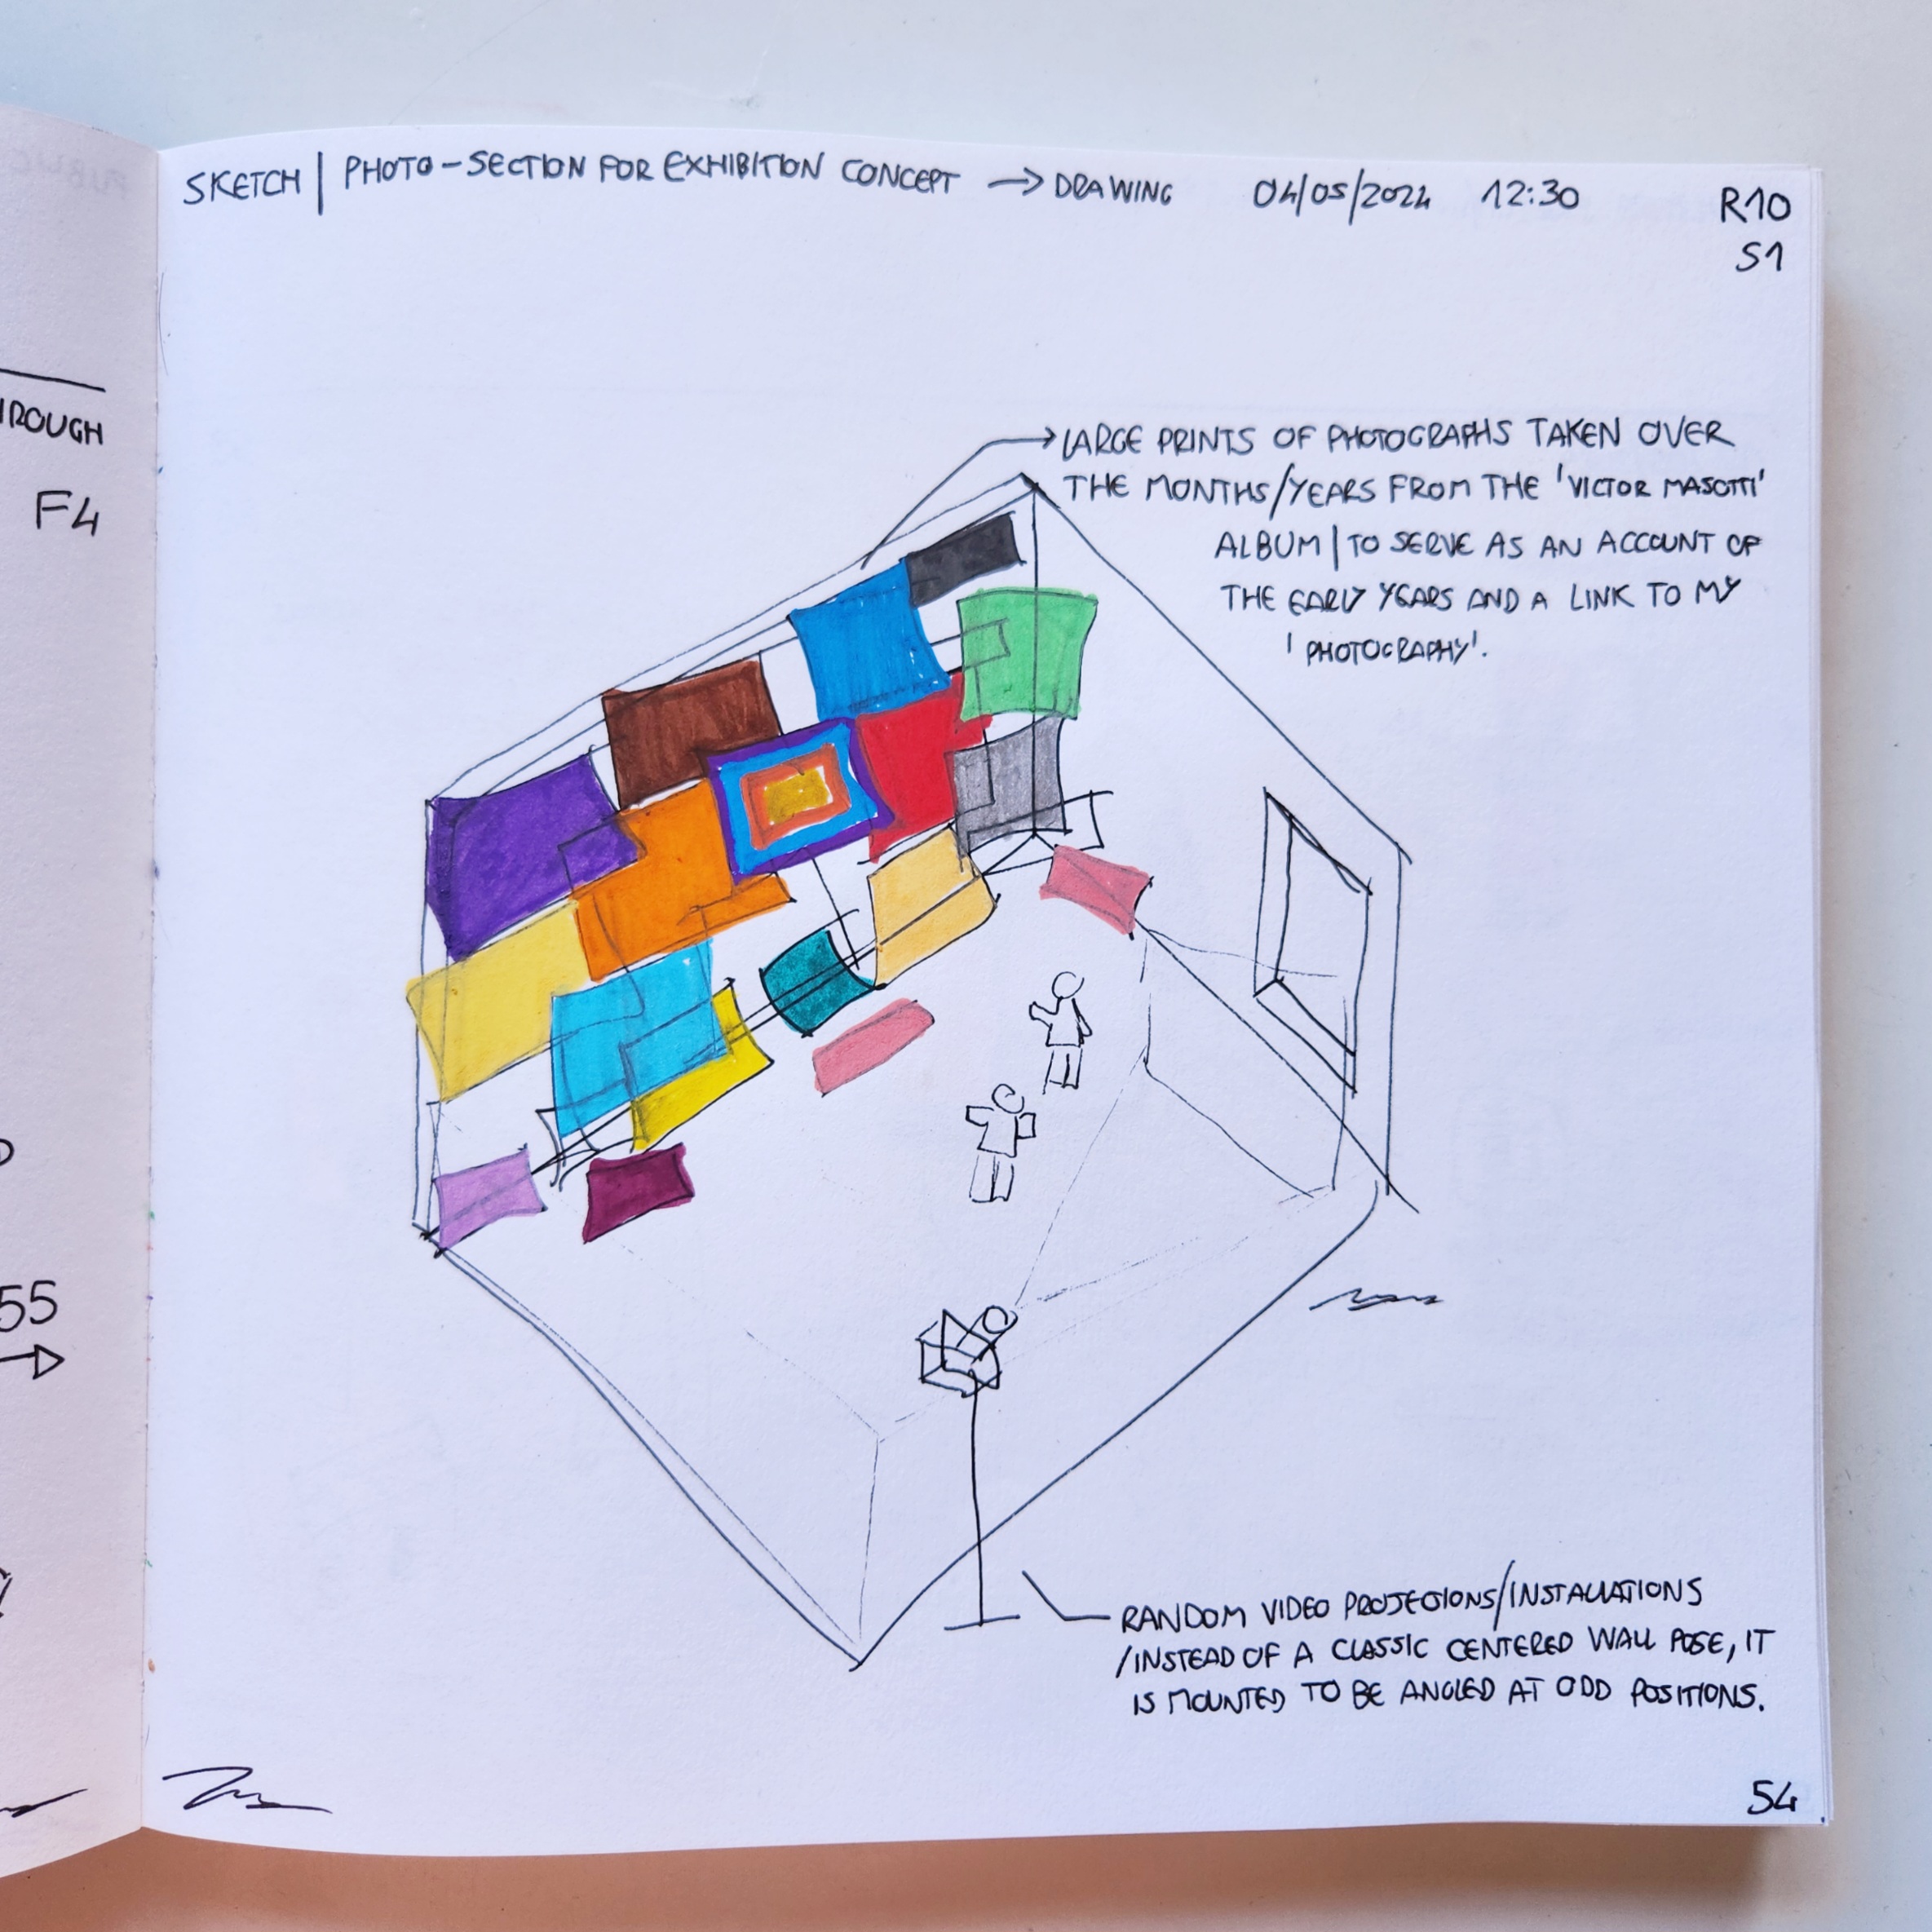 SKETCH | PHOTO-SECTION FOR EXHIBITION CONCEPT → DRAWING 04/05/2024 12:30 R10
S1
LARGE PRINTS OF PHOTOGRAPHS TAKEN OVER
THE MONTHS/YEARS FROM THE 'VICTOR MASOTTI'
ALBUM | TO SERVE AS AN ACCOUNT OF
THE EARLY YEARS AND A LINK TO MY
'PHOTOGRAPHY'.
RANDOM VIDEO PROJECTIONS/INSTALLATIONS
/INSTEAD OF A CLASSIC CENTERED WALL POSE, IT
IS MOUNTED TO BE ANGLED AT ODD POSITIONS.
54
ROUGH
F4
55